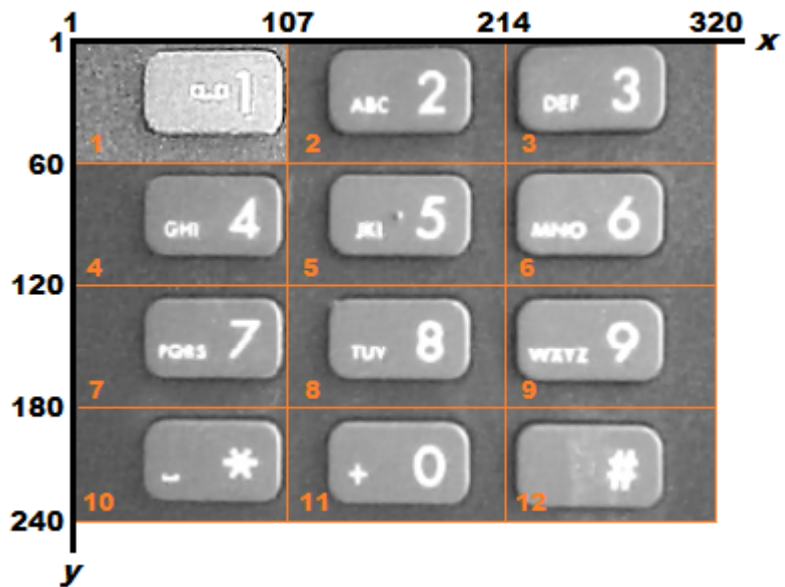 1 107 214 320
1 x
1 2 ABC 3 DEF
1 2 3
60
GHI 4 JKL 5 MNO 6
4 5 6
120
PQRS 7 TUV 8 WXYZ 9
7 8 9
180
* + 0 #
10 11 12
240
y